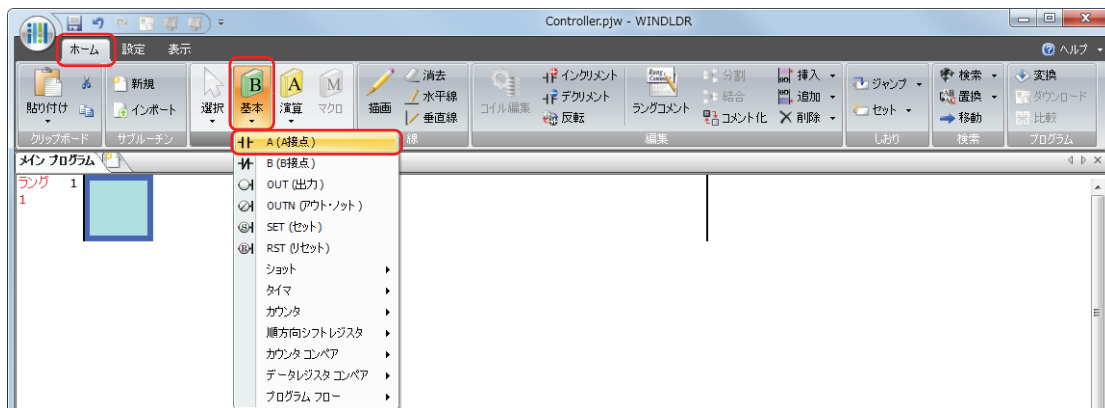 Controller.pjw - WINDLDR
ホーム 設定 表示 ヘルプ
貼り付け 新規 インポート 選択 基本 演算 マクロ 描画 消去 水平線 垂直線 コイル編集 インクリメント デクリメント 反転 ラングコメント 分割 結合 コメント化 挿入 追加 削除 ジャンプ セット 検索 置換 移動 変換 ダウンロード 比較
クリップボード サブルーチン 線 編集 しおり 検索 プログラム
メイン プログラム
ラング 1
1
A (A接点)
B (B接点)
OUT (出力)
OUTN (アウト・ノット)
SET (セット)
RST (リセット)
ショット
タイマ
カウンタ
順方向シフトレジスタ
カウンタ コンペア
データレジスタ コンペア
プログラム フロー